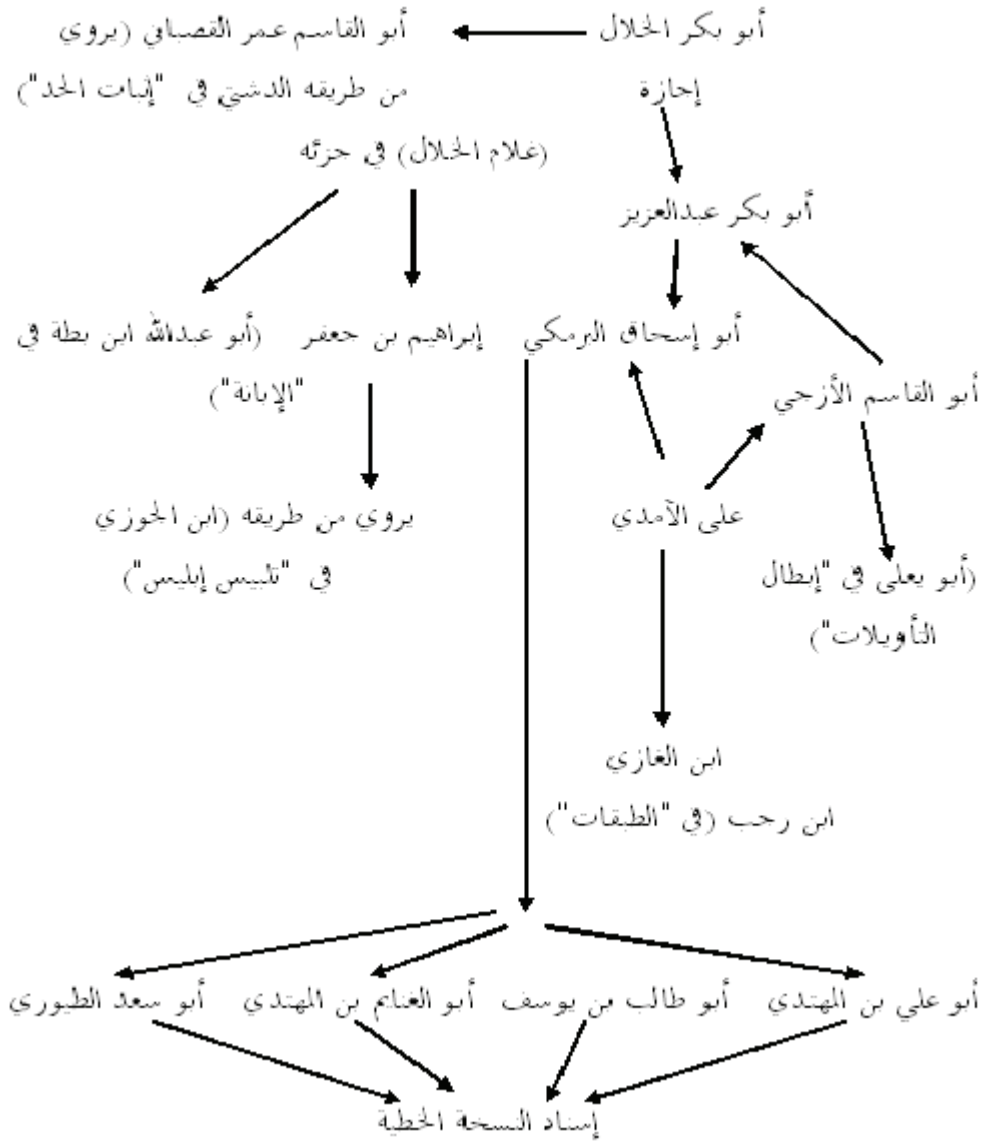 أبو بكر الخلال
أبو القاسم عمر القصباني (يروي
إجازة
من طريقه الدشتي في "إثبات الحد")
(غلام الخلال) في جزئه
أبو بكر عبدالعزيز
أبو إسحاق البرمكي
إبراهيم بن جعفر
(أبو عبدالله ابن بطة في
"الإبانة")
أبو القاسم الأزجي
علي الآمدي
يروي من طريقه (ابن الجوزي
في "تلبيس إبليس")
(أبو يعلى في "إبطال
التأويلات")
ابن الغازي
ابن رجب (في "الطبقات")
أبو علي بن المهتدي
أبو طالب بن يوسف
أبو الغنايم بن المهتدي
أبو سعد الطيوري
إسناد النسخة الخطية